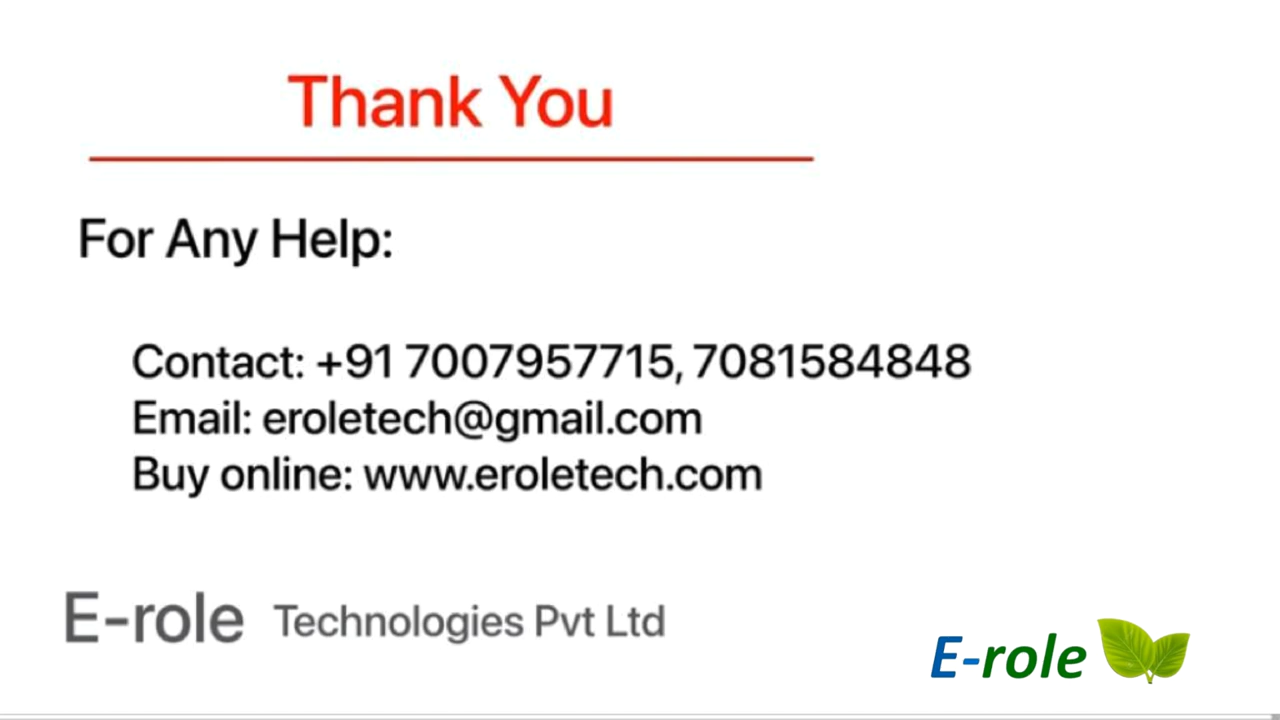 Thank You
For Any Help:
Contact: +91 7007957715, 7081584848
Email: eroletech@gmail.com
Buy online: www.eroletech.com
E-role Technologies Pvt Ltd
E-role